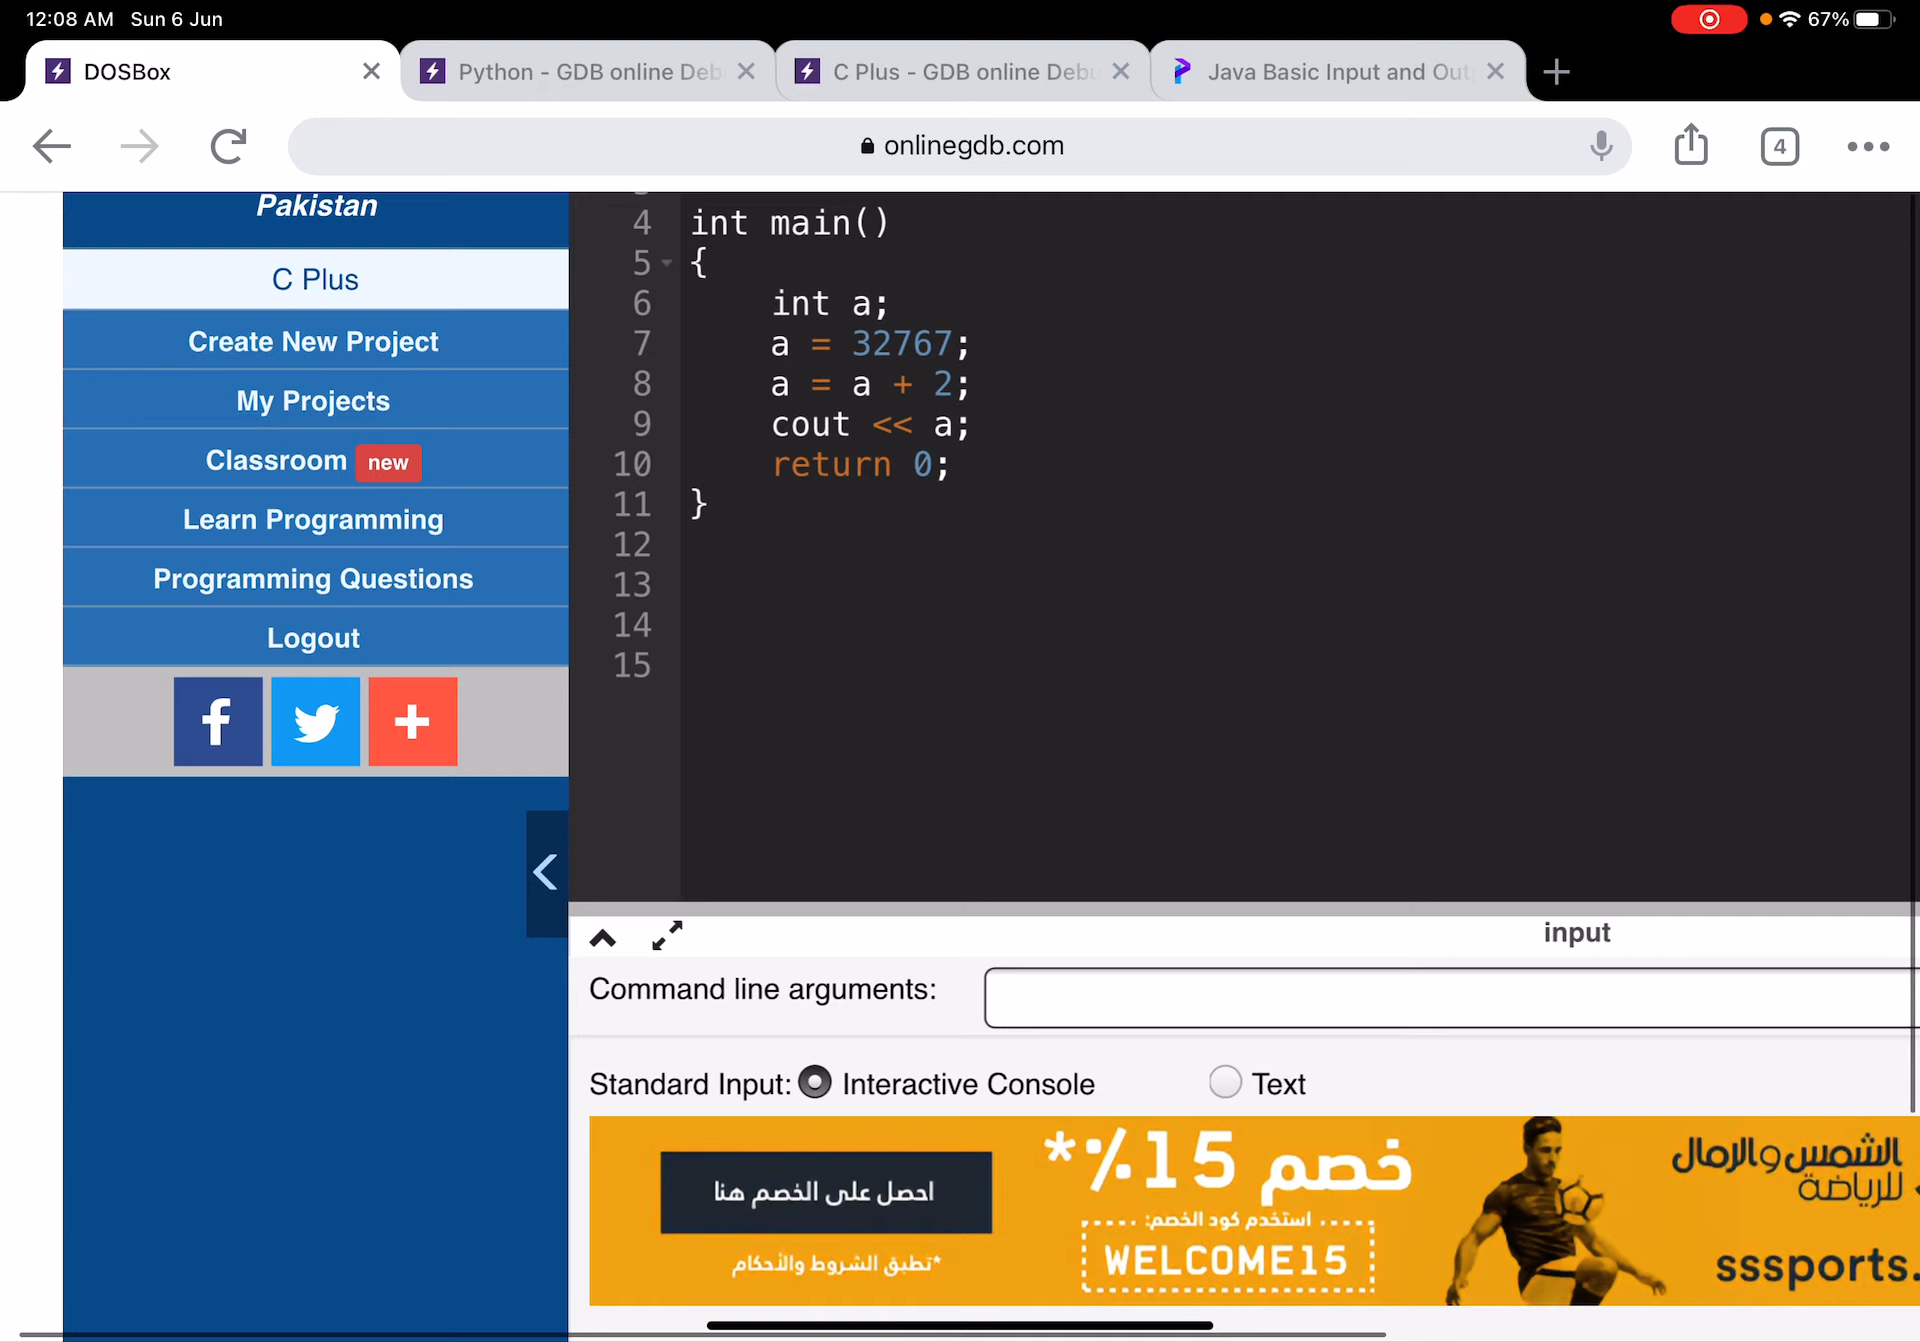 12:08 AM Sun 6 Jun
67%
DOSBox
Python - GDB online Deb
C Plus - GDB online Debu
Java Basic Input and Out
onlinegdb.com
4
Pakistan
C Plus
Create New Project
My Projects
Classroom new
Learn Programming
Programming Questions
Logout
4 int main()
5 {
6 int a;
7 a = 32767;
8 a = a + 2;
9 cout << a;
10 return 0;
11 }
12
13
14
15
input
Command line arguments:
Standard Input: Interactive Console Text
خصم 15٪*
احصل على الخصم هنا
استخدم كود الخصم:
WELCOME15
*تطبق الشروط والأحكام
الشمس والرمال
للرياضة
sssports.